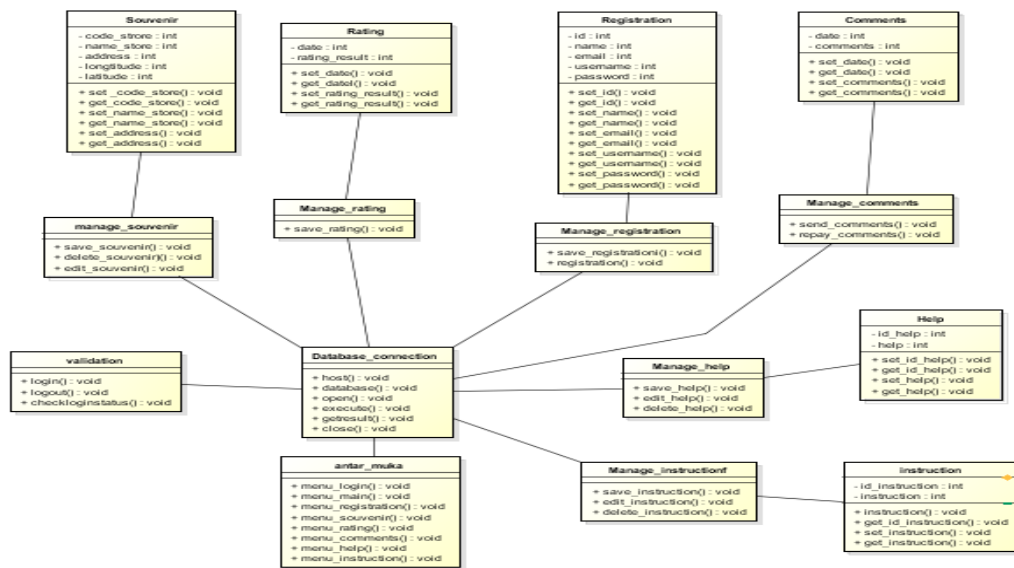 Souvenir
- code_strore : int
- name_store : int
- address : int
- longtitude : int
- latitude : int
+ set _code_store() : void
+ get_code_store() : void
+ set_name_store() : void
+ get_name_store() : void
+ set_address() : void
+ get_address() : void
Rating
- date : int
- rating_result : int
+ set_date() : void
+ get_datel() : void
+ set_rating_result() : void
+ get_rating_result() : void
Registration
- id : int
- name : int
- email : int
- username : int
- password : int
+ set_id() : void
+ get_id() : void
+ set_name() : void
+ get_name() : void
+ set_email() : void
+ get_email() : void
+ set_username() : void
+ get_username() : void
+ set_password() : void
+ get_password() : void
Comments
- date : int
- comments : int
+ set_date() : void
+ get_date() : void
+ set_comments() : void
+ get_comments() : void
manage_souvenir
+ save_souvenir() : void
+ delete_souvenir)() : void
+ edit_souvenir() : void
Manage_rating
+ save_rating() : void
Manage_registration
+ save_registrationi() : void
+ registration() : void
Manage_comments
+ send_comments() : void
+ repay_comments() : void
validation
+ login() : void
+ logout() : void
+ checkloginstatus() : void
Database_connection
+ host() : void
+ database() : void
+ open() : void
+ execute() : void
+ getresult() : void
+ close() : void
Manage_help
+ save_help() : void
+ edit_help() : void
+ delete_help() : void
Help
- id_help : int
- help : int
+ set_id_help() : void
+ get_id_help() : void
+ set_help() : void
+ get_help() : void
antar_muka
+ menu_login() : void
+ menu_main() : void
+ menu_registration() : void
+ menu_souvenir() : void
+ menu_rating() : void
+ menu_comments() : void
+ menu_help() : void
+ menu_instruction() : void
Manage_instructionf
+ save_instruction() : void
+ edit_instruction() : void
+ delete_instruction() : void
instruction
- id_instruction : int
- instruction : int
+ instruction() : void
+ get_id_instruction() : void
+ set_instruction() : void
+ get_instruction() : void